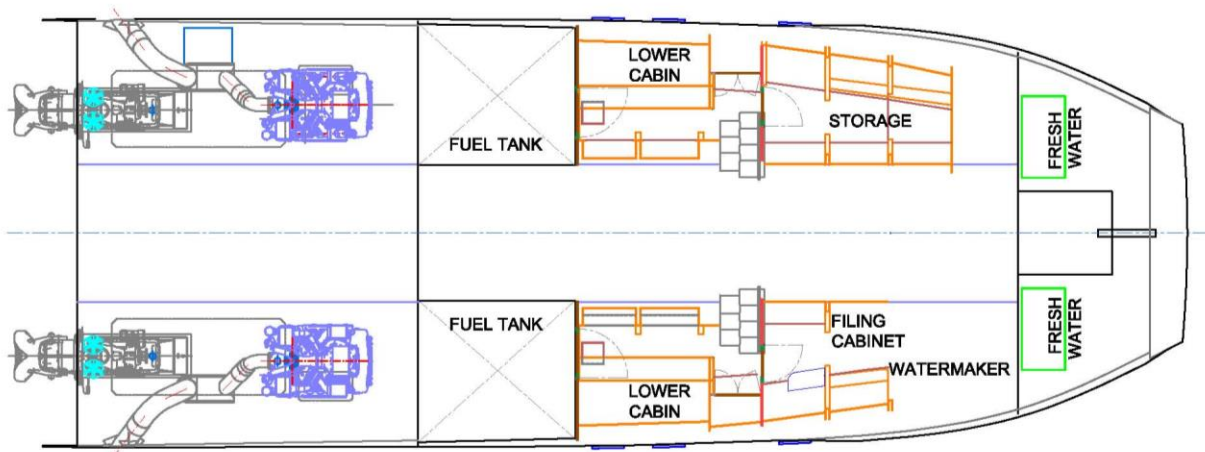 LOWER
CABIN
STORAGE
FUEL TANK
FRESH
WATER
FUEL TANK
FILING
CABINET
WATERMAKER
LOWER
CABIN
FRESH
WATER